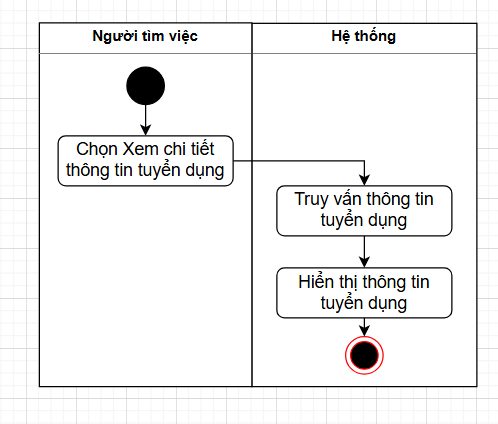 Người tìm việc
Hệ thống
Chọn Xem chi tiết
thông tin tuyển dụng
Truy vấn thông tin
tuyển dụng
Hiển thị thông tin
tuyển dụng